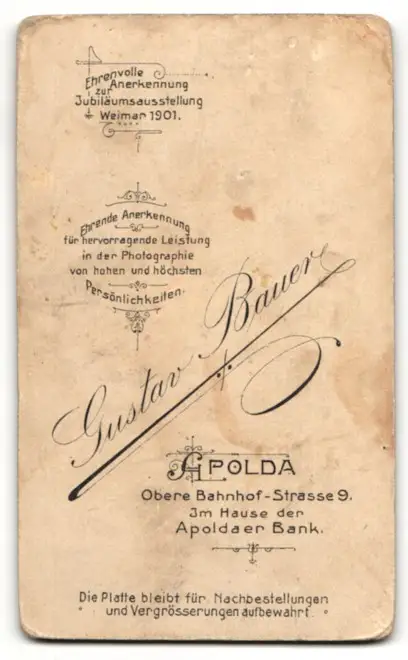 Ehrenvolle
Anerkennung
zur
Jubiläumsausstellung
Weimar 1901.
Ehrende Anerkennung
für hervorragende Leistung
in der Photographie
von hohen und höchsten
Persönlichkeiten.
Gustav Bauer
APOLDA
Obere Bahnhof-Strasse 9.
Im Hause der
Apoldaer Bank.
Die Platte bleibt für Nachbestellungen
und Vergrösserungen aufbewahrt.